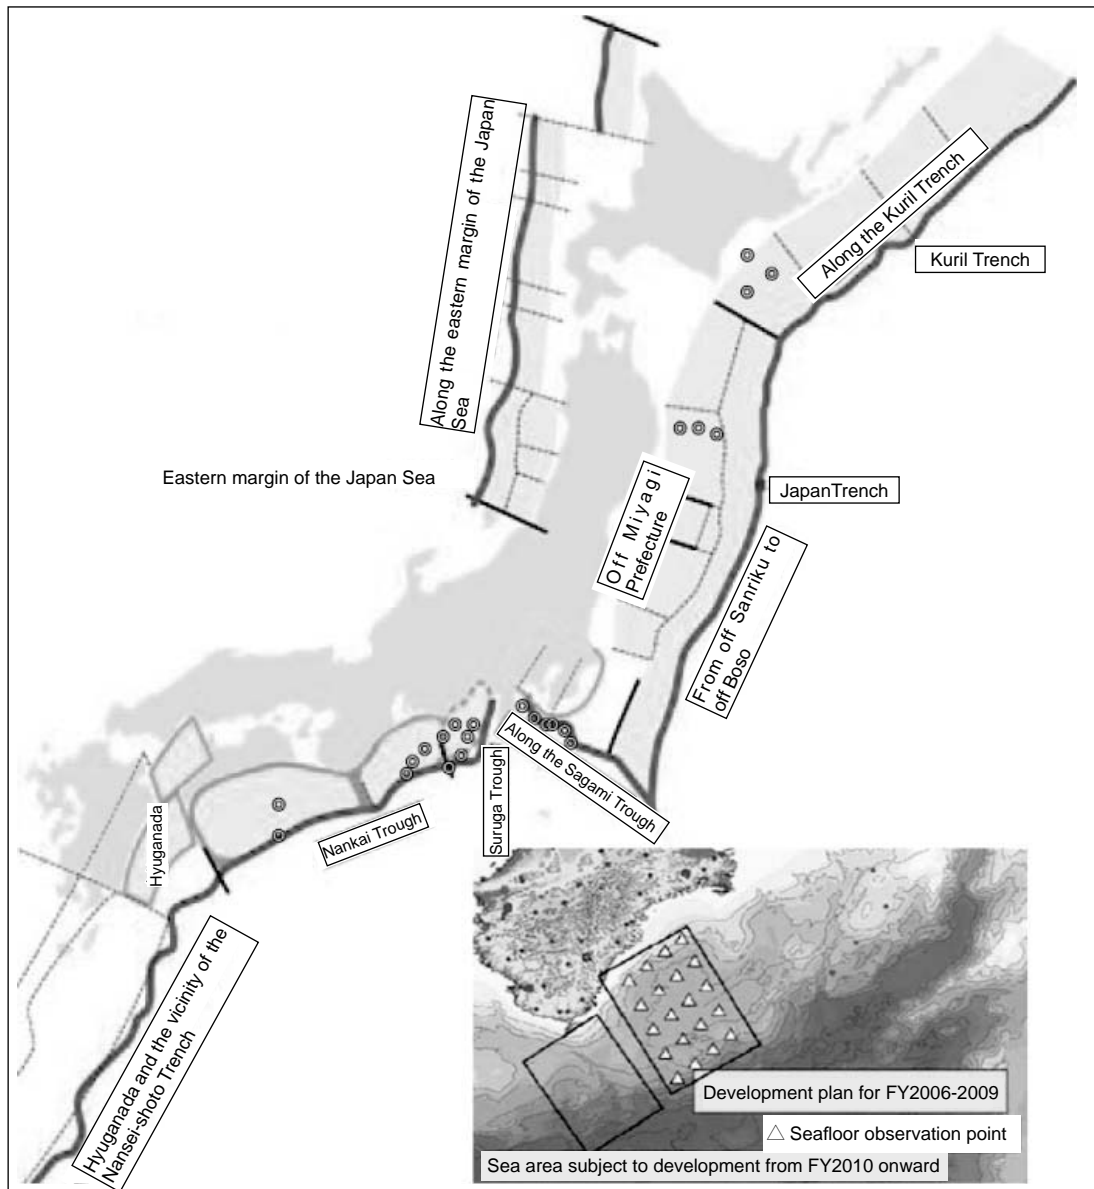 Along the eastern margin of the Japan
Sea
Along the Kuril Trench
Kuril Trench
Eastern margin of the Japan Sea
JapanTrench
Off Miyagi
Prefecture
From off Sanriku to
off Boso
Along the Sagami Trough
Suruga Trough
Nankai Trough
Hyuganada
Hyuganada and the vicinity of the
Nansei-shoto Trench
Development plan for FY2006-2009
△ Seafloor observation point
Sea area subject to development from FY2010 onward